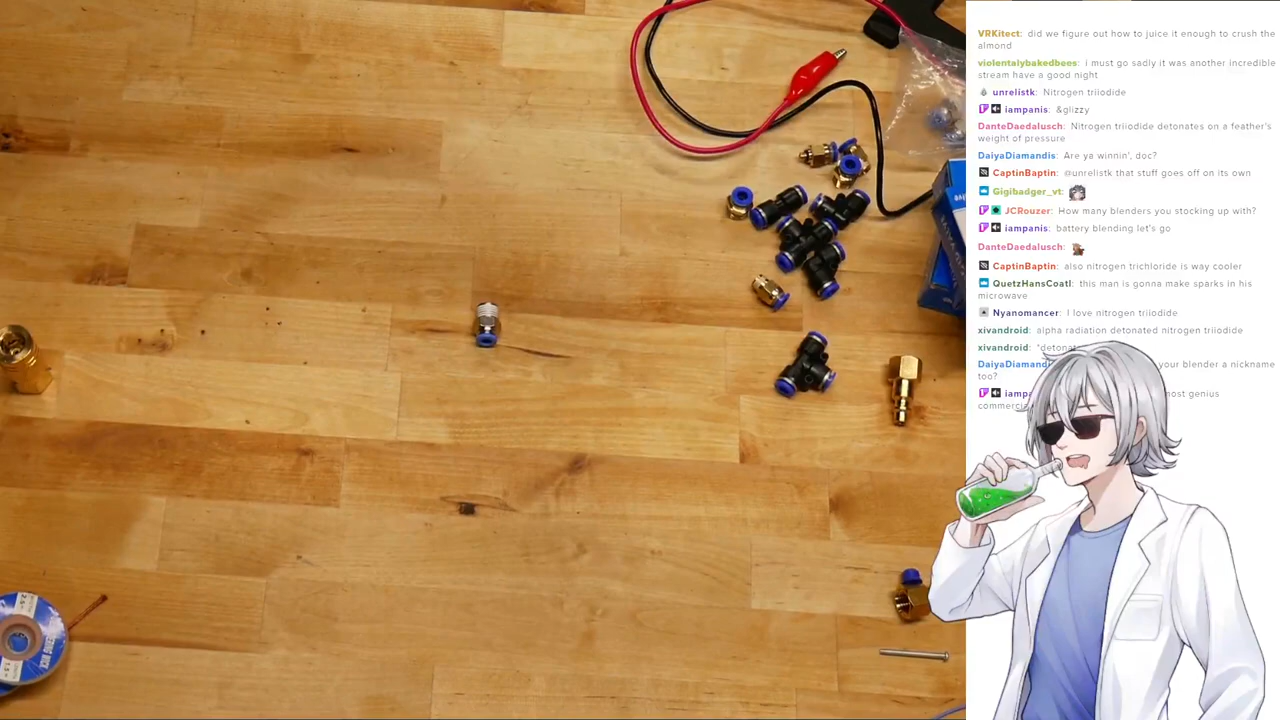 VRKitect: did we figure out how to juice it enough to crush the
almond
violentalybakedbees: i must go sadly it was another incredible
stream have a good night
unrelistk: Nitrogen triiodide
iampanis: &glizzy
DanteDaedalusch: Nitrogen triiodide detonates on a feather's
weight of pressure
DaiyaDiamandis: Are ya winnin', doc?
CaptinBaptin: @unrelistk that stuff goes off on its own
Gigibadger_vt:
JCRouzer: How many blenders you stocking up with?
iampanis: battery blending let's go
DanteDaedalusch:
CaptinBaptin: also nitrogen trichloride is way cooler
QuetzHansCoatl: this man is gonna make sparks in his
microwave
Nyanomancer: I love nitrogen triiodide
xivandroid: alpha radiation detonated nitrogen triiodide
xivandroid: *detonat
DaiyaDiamandi your blender a nickname
too?
iampa most genius
commercia